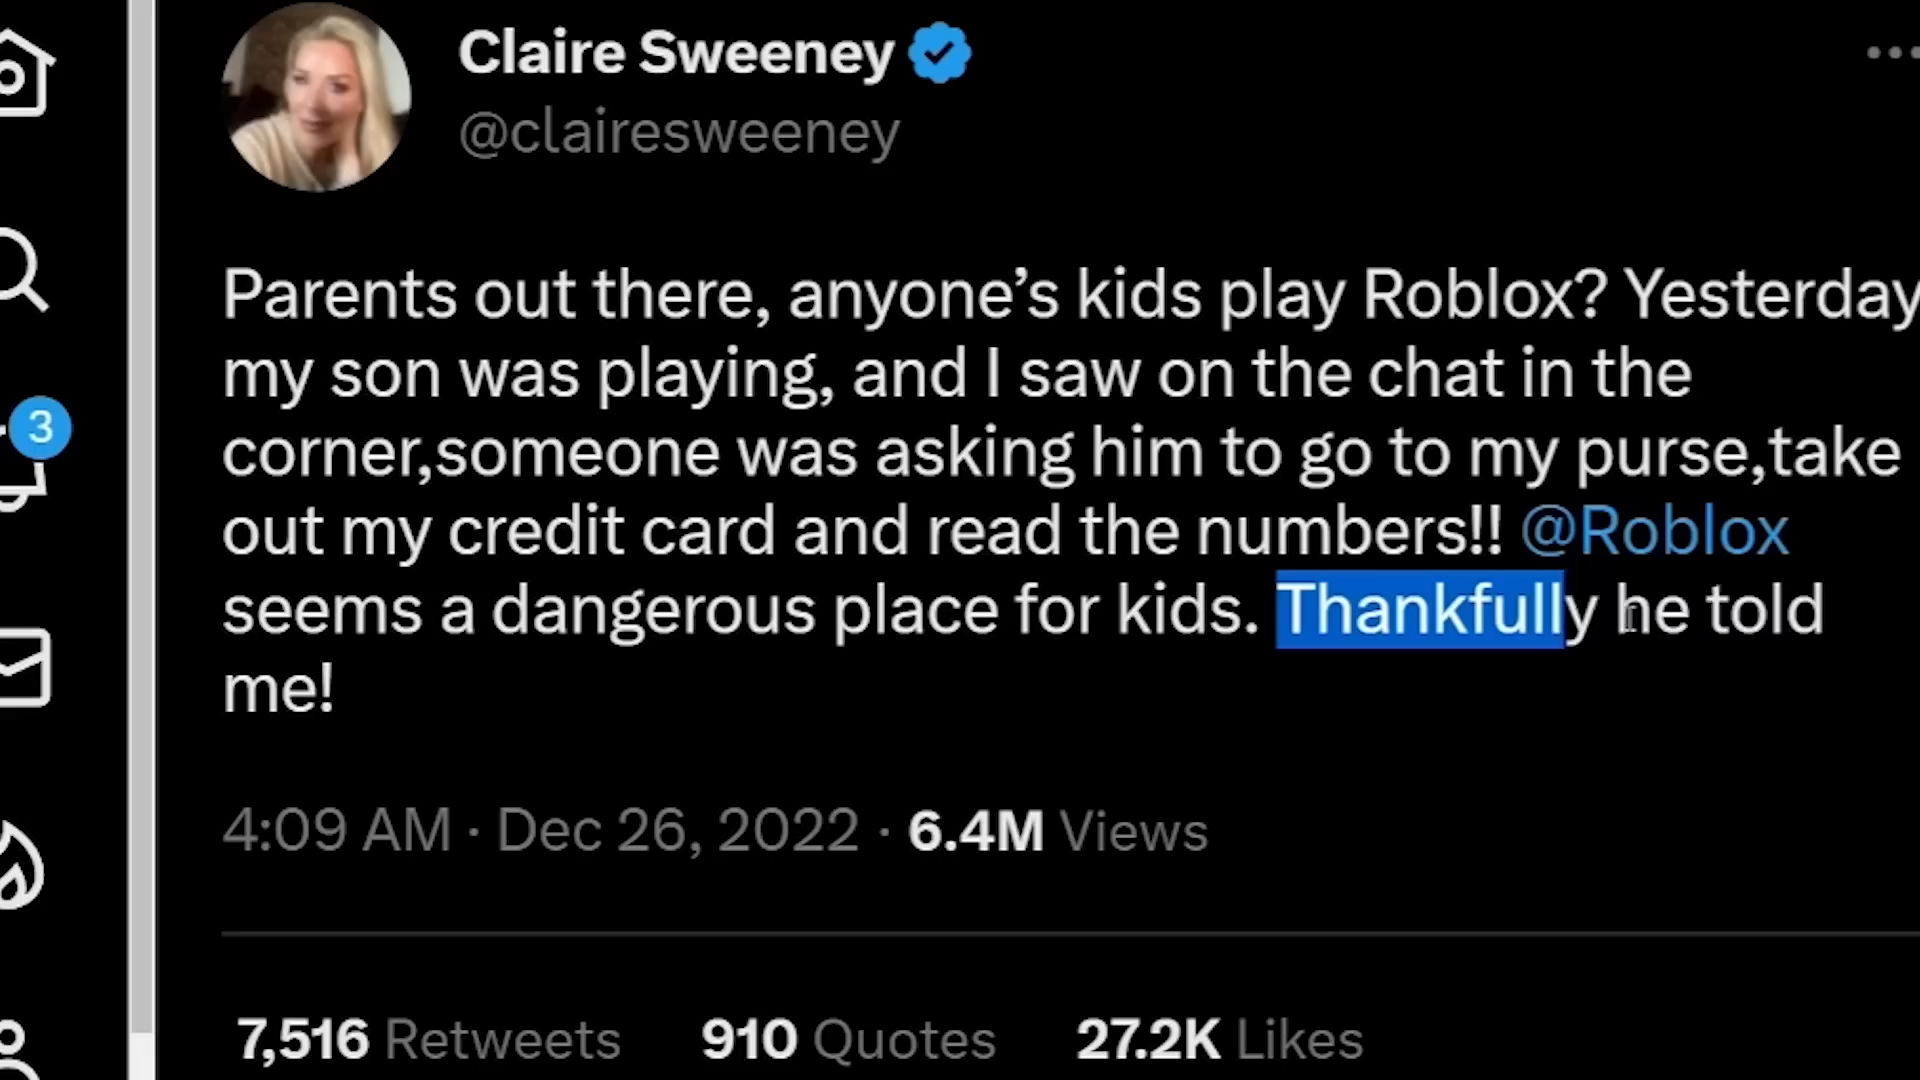 Claire Sweeney
@clairesweeney
Parents out there, anyone’s kids play Roblox? Yesterday
my son was playing, and I saw on the chat in the
corner,someone was asking him to go to my purse,take
out my credit card and read the numbers!! @Roblox
seems a dangerous place for kids. Thankfully he told
me!
3
4:09 AM · Dec 26, 2022 · 6.4M Views
7,516 Retweets 910 Quotes 27.2K Likes